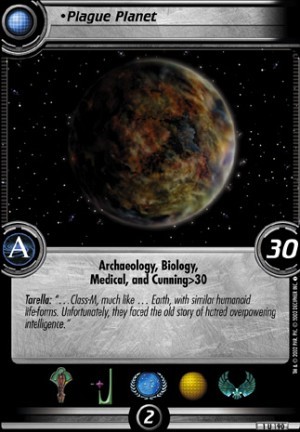 •Plague Planet
A
30
Archaeology, Biology,
Medical, and Cunning>30
Tarella: "… Class-M, much like … Earth, with similar humanoid
life-forms. Unfortunately, they faced the old story of hatred overpowering
intelligence."
2